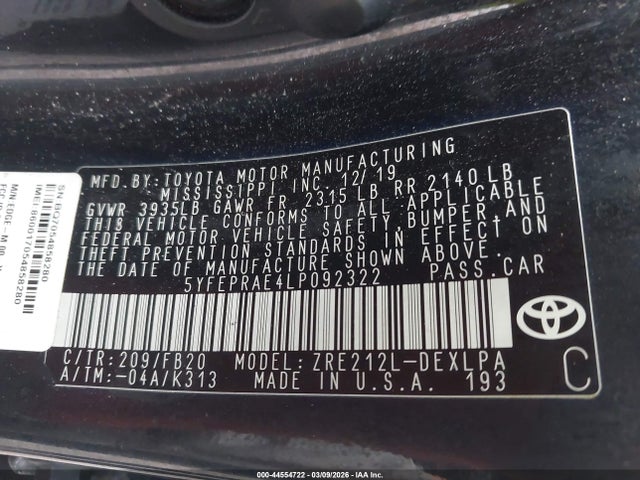 MFD.BY:TOYOTA MOTOR MANUFACTURING
MISSISSIPPI INC. 12/19
GVWR 3935LB GAWR FR 2315 LB RR 2140 LB
THIS VEHICLE CONFORMS TO ALL APPLICABLE
FEDERAL MOTOR VEHICLE SAFETY,BUMPER,AND
THEFT PREVENTION STANDARDS IN EFFECT ON
THE DATE OF MANUFACTURE SHOWN ABOVE.
5YFEPRAE4LP092322 PASS.CAR
C/TR:209/FB20 MODEL:ZRE212L-DEXLPA
A/TM:-04A/K313 MADE IN U.S.A. 193
C
TOYOTA
IMEI
M/N:EDGE-M
000-44554722 - 03/09/2026 - IAA Inc.